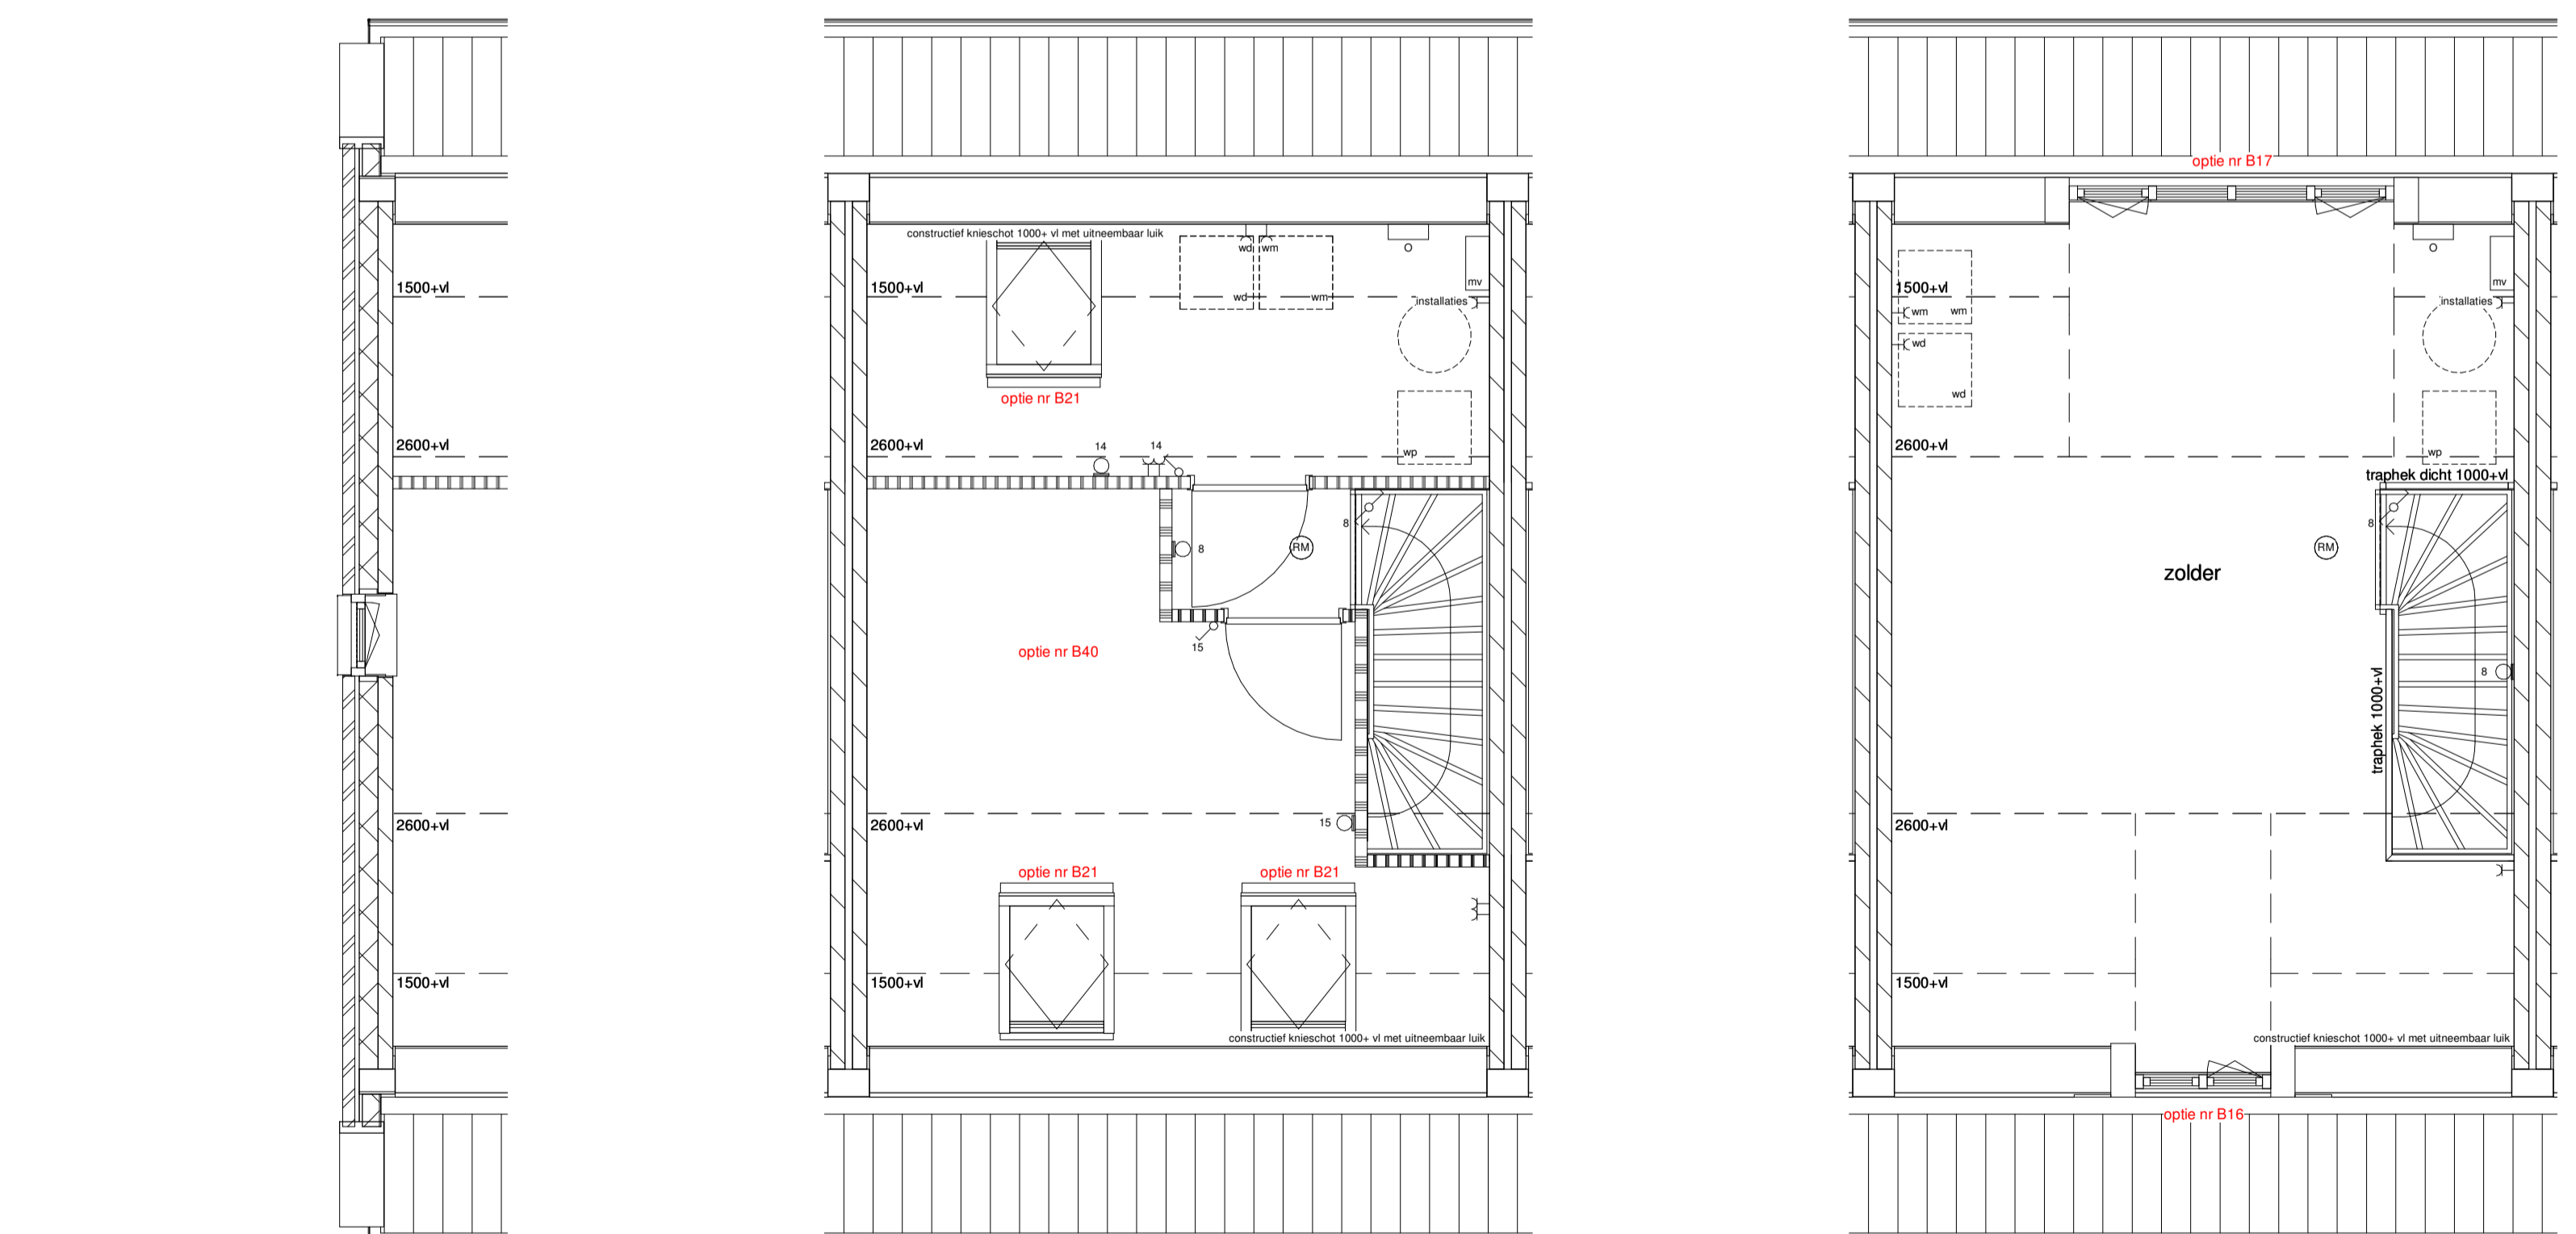 1500+vl
2600+vl
2600+vl
1500+vl
constructief knieschot 1000+ vl met uitneembaar luik
wd
wm
O
mv
1500+vl
wd
wm
installaties
optie nr B21
2600+vl
14
14
wp
8
8
RM
15
optie nr B40
15
2600+vl
optie nr B21
optie nr B21
1500+vl
constructief knieschot 1000+ vl met uitneembaar luik
optie nr B17
O
mv
1500+vl
installaties
wm
wm
wd
wd
2600+vl
wp
traphek dicht 1000+vl
8
RM
zolder
8
traphek 1000+vl
2600+vl
1500+vl
constructief knieschot 1000+ vl met uitneembaar luik
optie nr B16